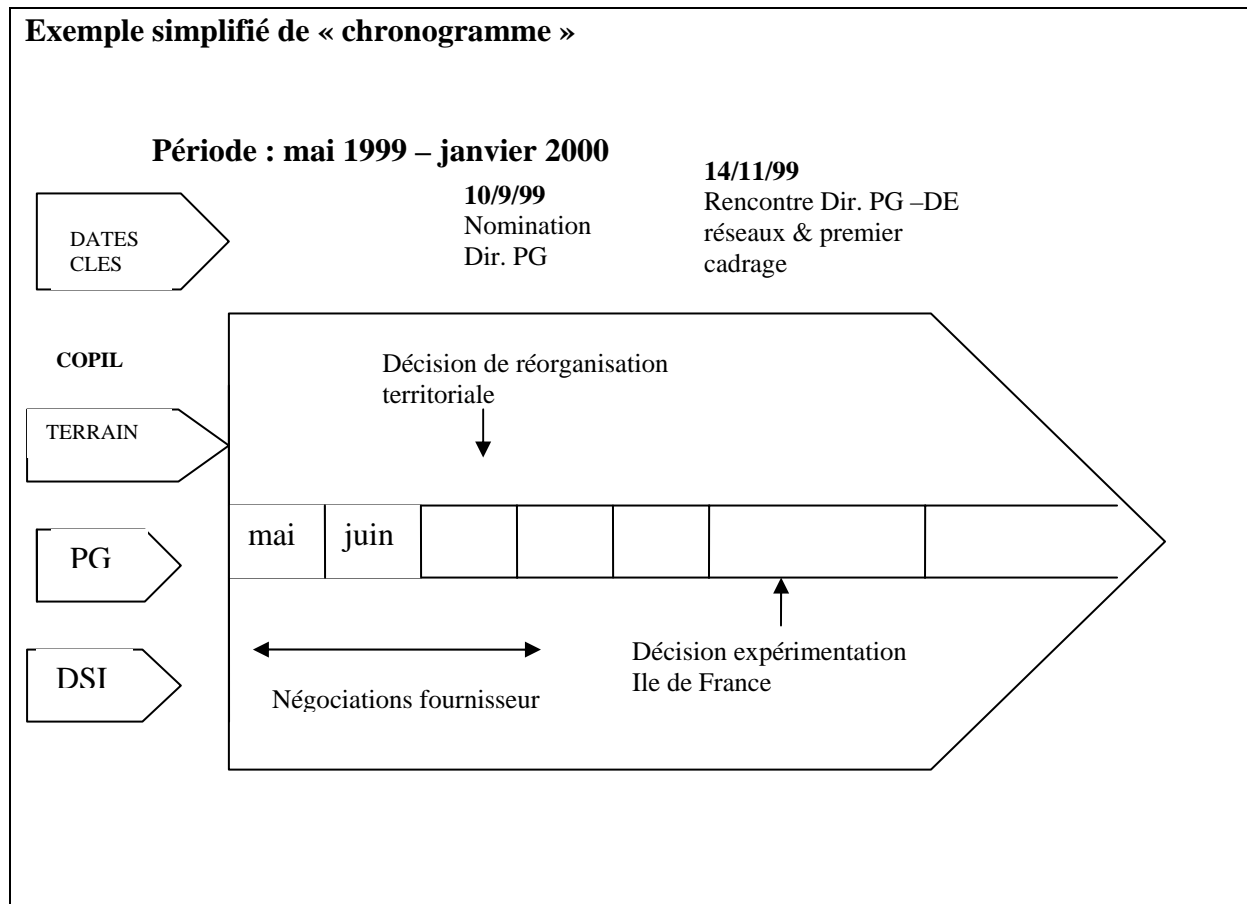 Exemple simplifié de « chronogramme »
Période : mai 1999 – janvier 2000
10/9/99
Nomination
Dir. PG
14/11/99
Rencontre Dir. PG –DE
réseaux & premier
cadrage
DATES
CLES
COPIL
Décision de réorganisation
territoriale
TERRAIN
mai
juin
PG
DSI
Négociations fournisseur
Décision expérimentation
Ile de France